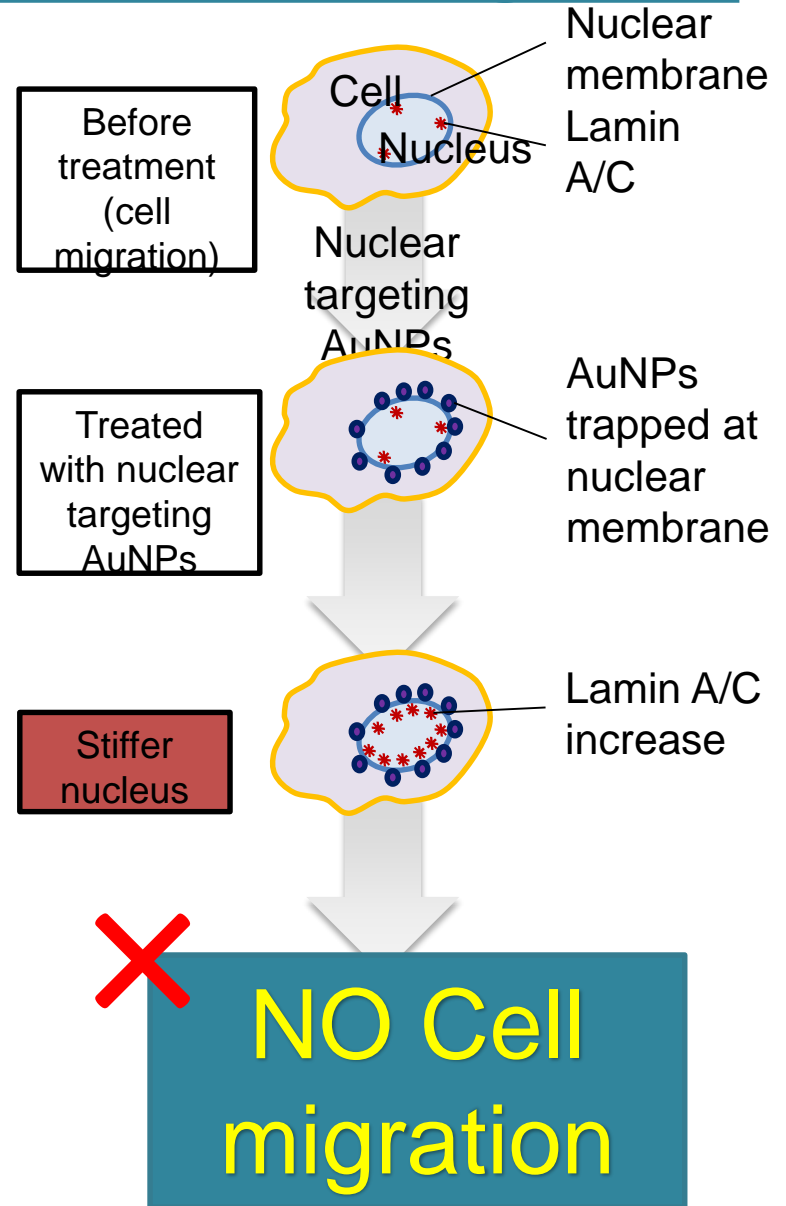 Nuclear
membrane
Lamin
A/C
Cell
Nucleus
Before
treatment
(cell
migration)
Nuclear
targeting
AuNPs
Treated
with nuclear
targeting
AuNPs
AuNPs
trapped at
nuclear
membrane
Stiffer
nucleus
Lamin A/C
increase
NO Cell
migration